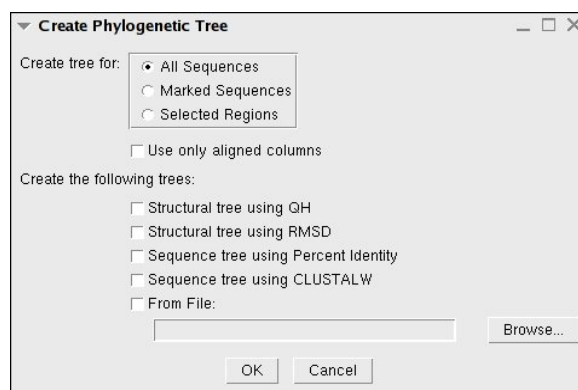 Create Phylogenetic Tree
Create tree for:
All Sequences
Marked Sequences
Selected Regions
Use only aligned columns
Create the following trees:
Structural tree using QH
Structural tree using RMSD
Sequence tree using Percent Identity
Sequence tree using CLUSTALW
From File:
Browse...
OK Cancel